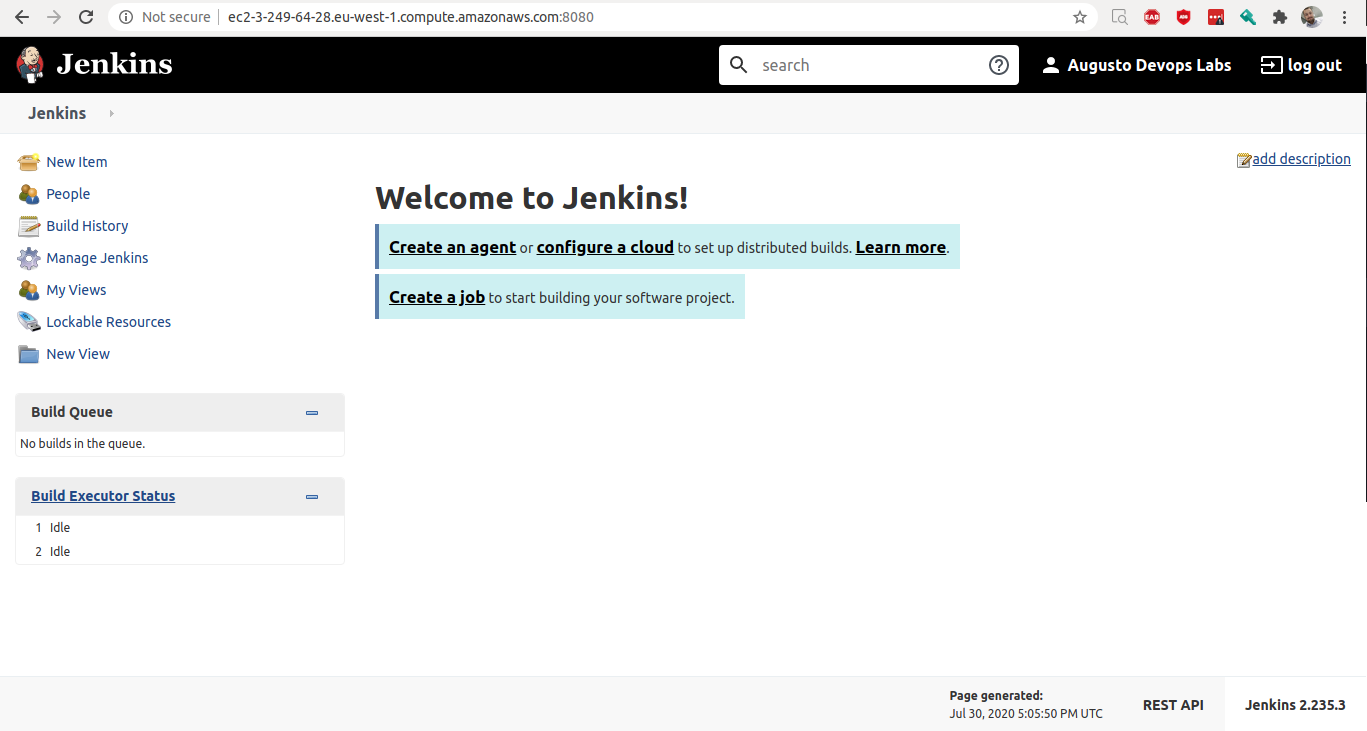 Not secure | ec2-3-249-64-28.eu-west-1.compute.amazonaws.com:8080
EAB
Jenkins
search
Augusto Devops Labs
log out
Jenkins
New Item
People
Build History
Manage Jenkins
My Views
Lockable Resources
New View
Build Queue
No builds in the queue.
Build Executor Status
1 Idle
2 Idle
add description
Welcome to Jenkins!
Create an agent or configure a cloud to set up distributed builds. Learn more.
Create a job to start building your software project.
Page generated:
Jul 30, 2020 5:05:50 PM UTC
REST API
Jenkins 2.235.3